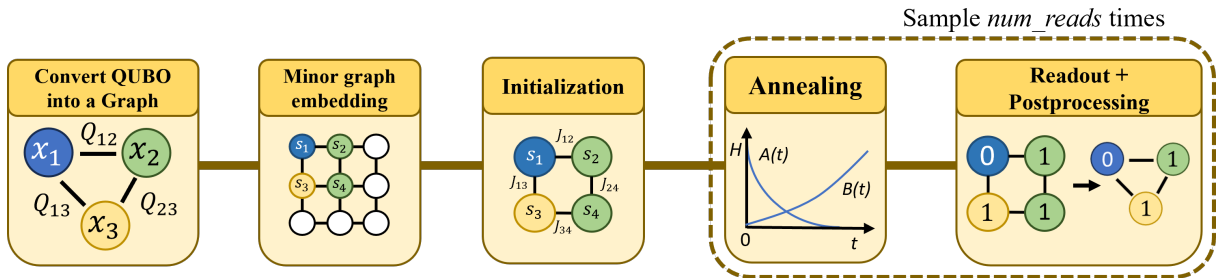 Sample num_reads times
Convert QUBO
into a Graph
x₁
Q₁₂
x₂
Q₁₃
Q₂₃
x₃
Minor graph
embedding
s₁
s₂
s₃
s₄
Initialization
J₁₂
s₁
s₂
J₁₃
J₂₄
s₃
s₄
J₃₄
Annealing
H
A(t)
B(t)
0
t
Readout +
Postprocessing
0
1
1
1
0
1
1